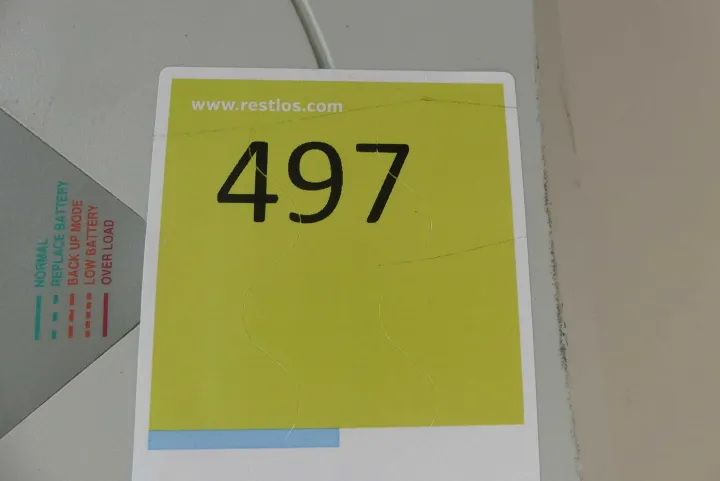 www.restlos.com
497
NORMAL
REPLACE BATTERY
BACK UP MODE
LOW BATTERY
OVER LOAD